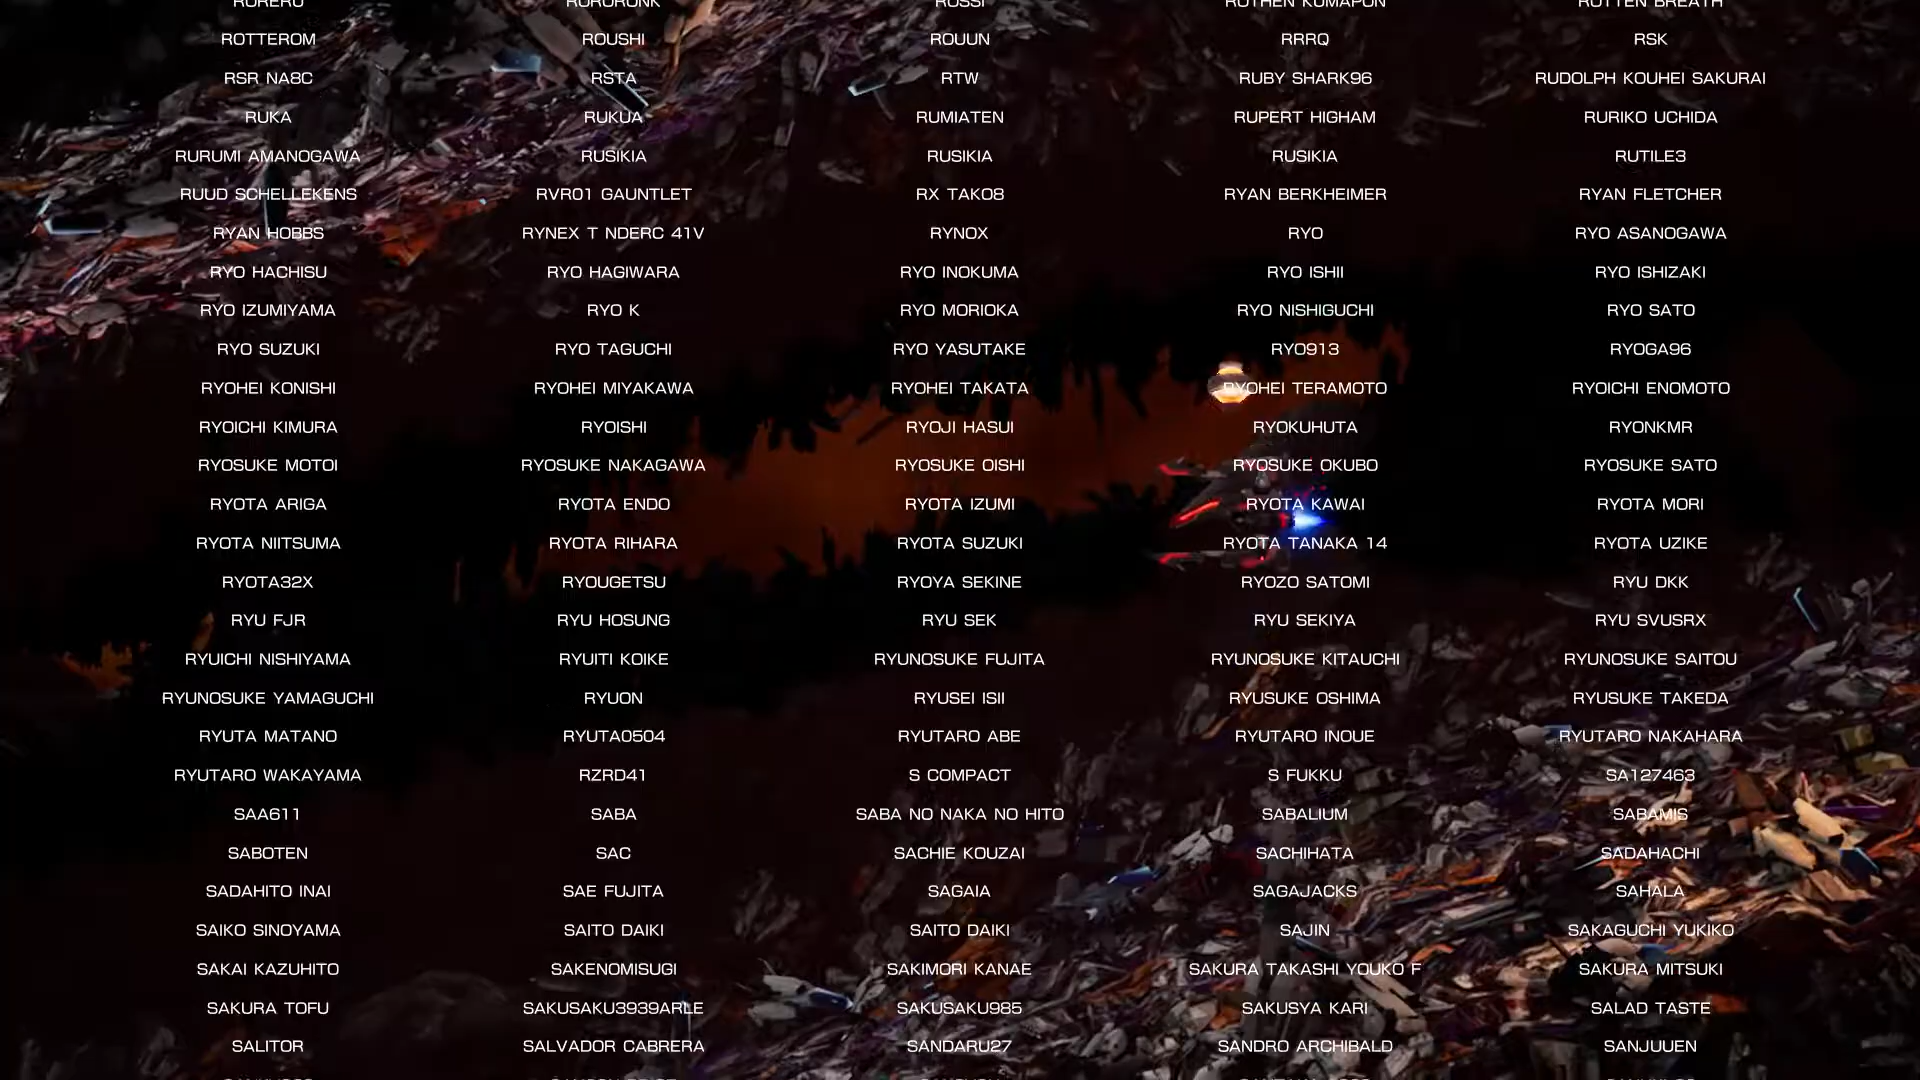 RORERU RORORONK ROSSI ROTHEN KUMAPON ROTTEN BREATH
ROTTEROM ROUSHI ROUUN RRRQ RSK
RSR NA8C RSTA RTW RUBY SHARK96 RUDOLPH KOUHEI SAKURAI
RUKA RUKUA RUMIATEN RUPERT HIGHAM RURIKO UCHIDA
RURUMI AMANOGAWA RUSIKIA RUSIKIA RUSIKIA RUTILE3
RUUD SCHELLEKENS RVR01 GAUNTLET RX TAKO8 RYAN BERKHEIMER RYAN FLETCHER
RYAN HOBBS RYNEX T NDERC 41V RYNOX RYO RYO ASANOGAWA
RYO HACHISU RYO HAGIWARA RYO INOKUMA RYO ISHII RYO ISHIZAKI
RYO IZUMIYAMA RYO K RYO MORIOKA RYO NISHIGUCHI RYO SATO
RYO SUZUKI RYO TAGUCHI RYO YASUTAKE RYO913 RYOGA96
RYOHEI KONISHI RYOHEI MIYAKAWA RYOHEI TAKATA RYOHEI TERAMOTO RYOICHI ENOMOTO
RYOICHI KIMURA RYOISHI RYOJI HASUI RYOKUHUTA RYONKMR
RYOSUKE MOTOI RYOSUKE NAKAGAWA RYOSUKE OISHI RYOSUKE OKUBO RYOSUKE SATO
RYOTA ARIGA RYOTA ENDO RYOTA IZUMI RYOTA KAWAI RYOTA MORI
RYOTA NIITSUMA RYOTA RIHARA RYOTA SUZUKI RYOTA TANAKA 14 RYOTA UZIKE
RYOTA32X RYOUGETSU RYOYA SEKINE RYOZO SATOMI RYU DKK
RYU FJR RYU HOSUNG RYU SEK RYU SEKIYA RYU SVUSRX
RYUICHI NISHIYAMA RYUITI KOIKE RYUNOSUKE FUJITA RYUNOSUKE KITAUCHI RYUNOSUKE SAITOU
RYUNOSUKE YAMAGUCHI RYUON RYUSEI ISII RYUSUKE OSHIMA RYUSUKE TAKEDA
RYUTA MATANO RYUTA0504 RYUTARO ABE RYUTARO INOUE RYUTARO NAKAHARA
RYUTARO WAKAYAMA RZRD41 S COMPACT S FUKKU SA127463
SAA611 SABA SABA NO NAKA NO HITO SABALIUM SABAMIS
SABOTEN SAC SACHIE KOUZAI SACHIHATA SADAHACHI
SADAHITO INAI SAE FUJITA SAGAIA SAGAJACKS SAHALA
SAIKO SINOYAMA SAITO DAIKI SAITO DAIKI SAJIN SAKAGUCHI YUKIKO
SAKAI KAZUHITO SAKENOMISUGI SAKIMORI KANAE SAKURA TAKASHI YOUKO F SAKURA MITSUKI
SAKURA TOFU SAKUSAKU3939ARLE SAKUSAKU985 SAKUSYA KARI SALAD TASTE
SALITOR SALVADOR CABRERA SANDARU27 SANDRO ARCHIBALD SANJUUEN